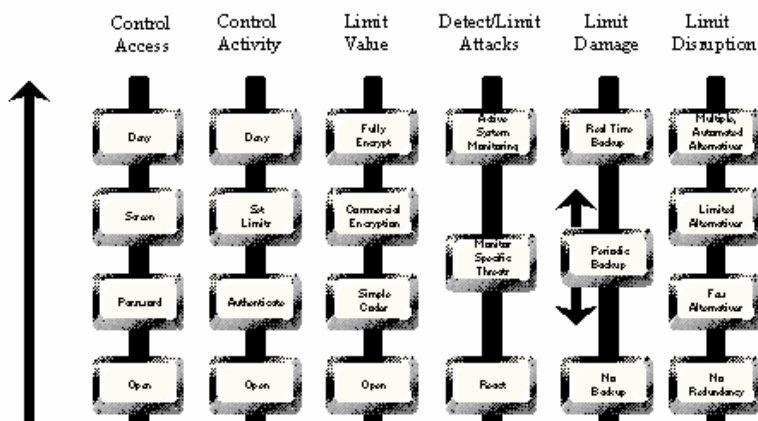 Control Access
Control Activity
Limit Value
Detect/Limit Attacks
Limit Damage
Limit Disruption
Deny
Deny
Fully Encrypt
Active System Monitoring
Real Time Backup
Multiple, Automated Alternatives
Screen
Set Limits
Commercial Encryption
Limited Alternatives
Monitor Specific Threats
Periodic Backup
Password
Authenticate
Simple Codes
Few Alternatives
Open
Open
Open
React
No Backup
No Redundancy